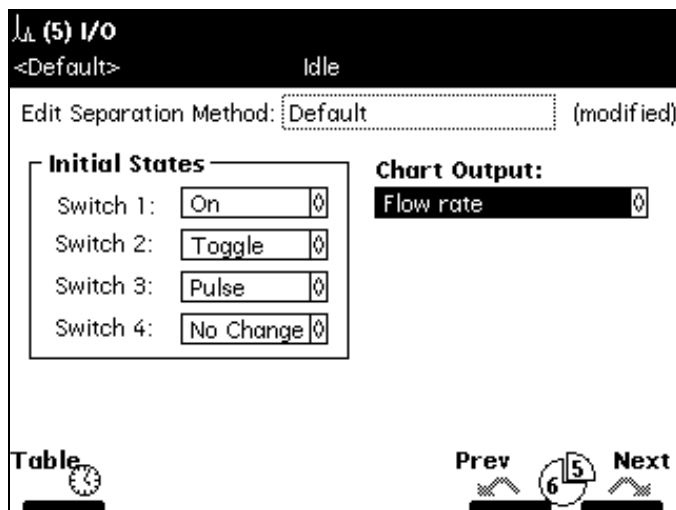 (5) I/O
<Default> Idle
Edit Separation Method: Default (modified)
Initial States
Chart Output:
Switch 1: On
Flow rate
Switch 2: Toggle
Switch 3: Pulse
Switch 4: No Change
Table
Prev 6 5 Next